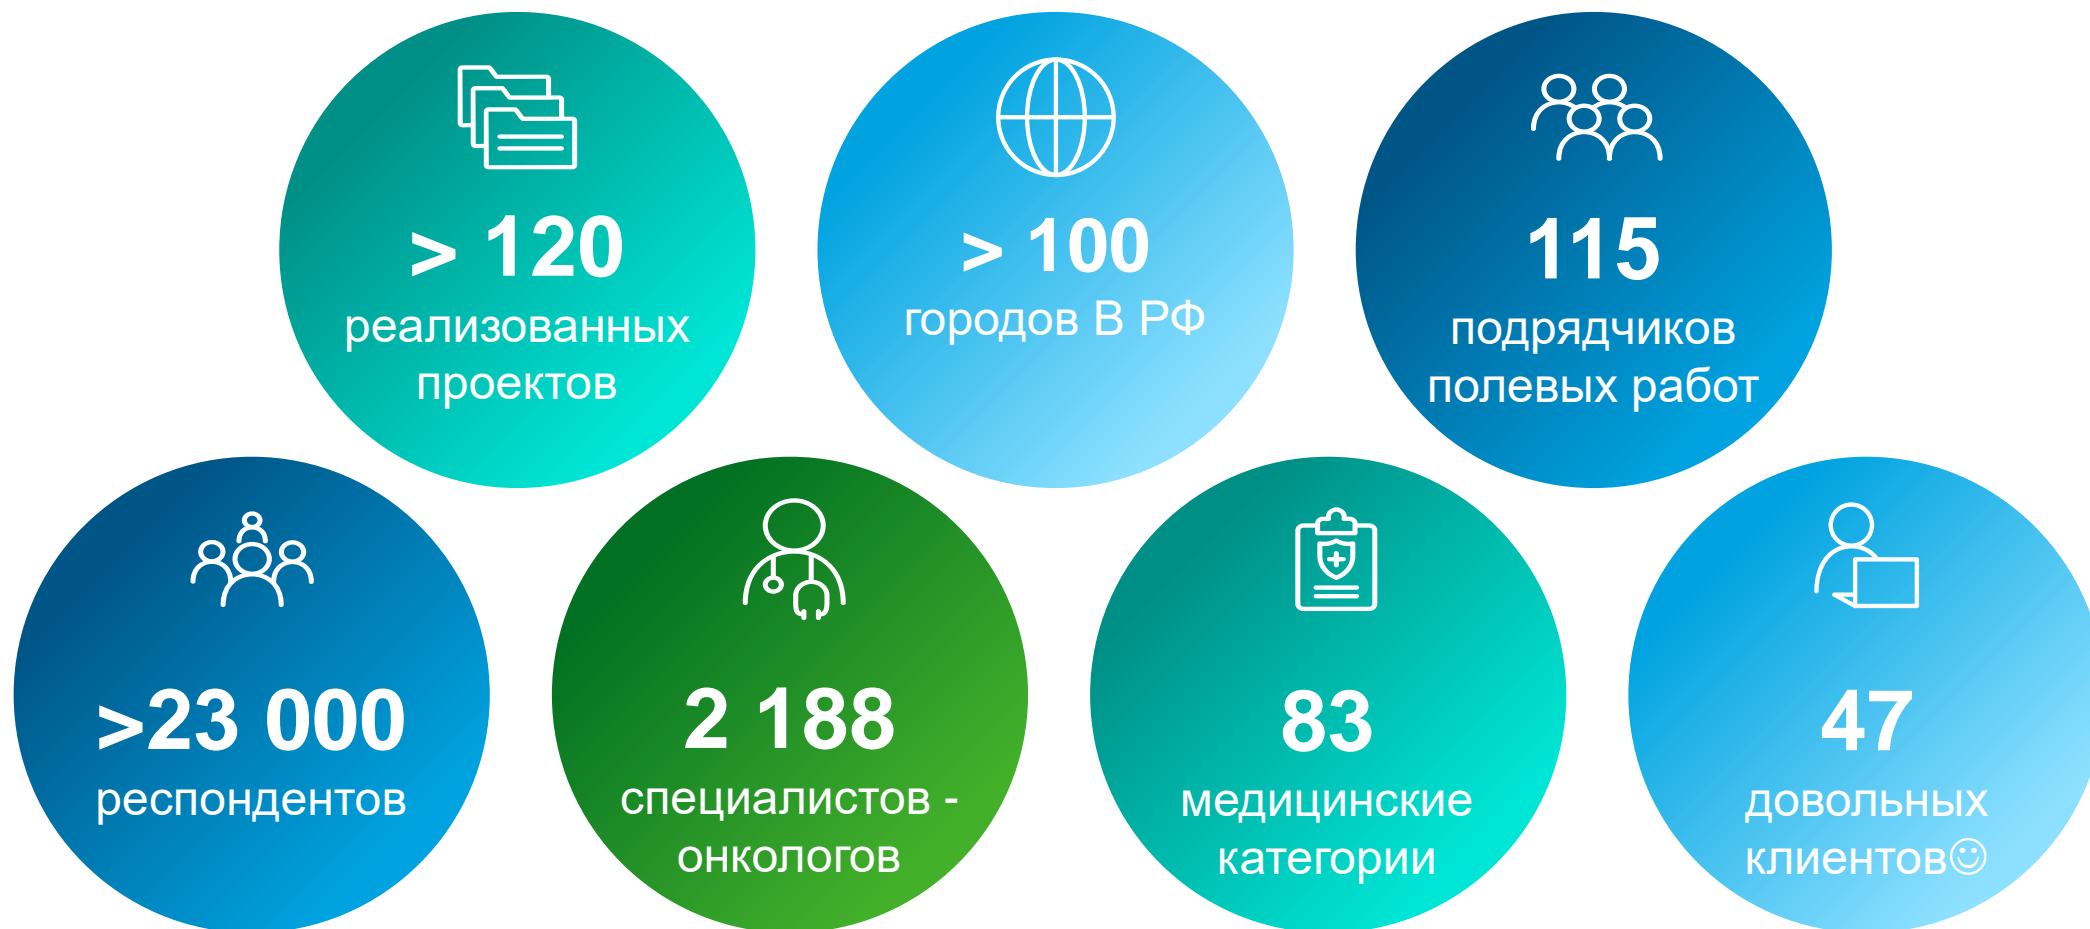 > 120
реализованных
проектов
> 100
городов В РФ
115
подрядчиков
полевых работ
>23 000
респондентов
2 188
специалистов -
онкологов
83
медицинские
категории
47
довольных
клиентов☺